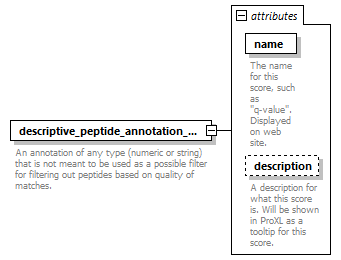 attributes
name
The name
for this
score, such
as
"q-value".
Displayed
on web
site.
descriptive_peptide_annotation_...
An annotation of any type (numeric or string)
that is not meant to be used as a possible filter
for filtering out peptides based on quality of
matches.
description
A description for
what this score
is. Will be shown
in ProXL as a
tooltip for this
score.